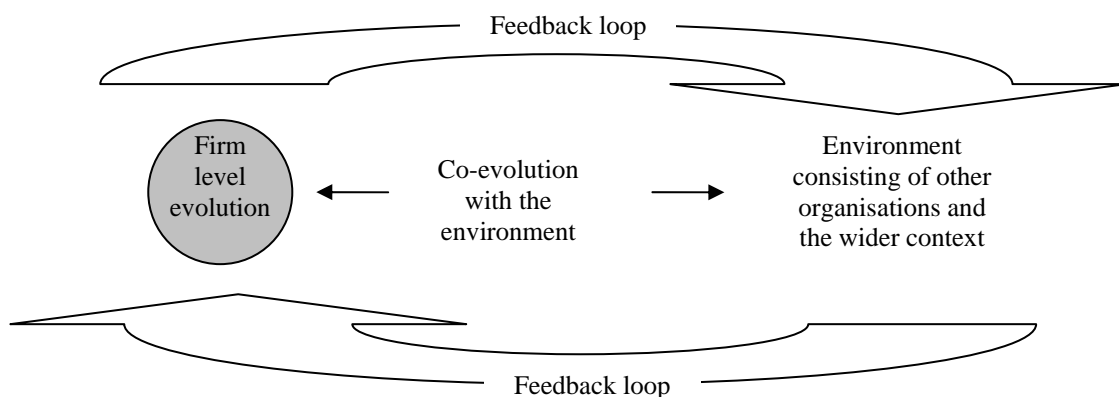 Feedback loop
Firm
level
evolution
Co-evolution
with the
environment
Environment
consisting of other
organisations and
the wider context
Feedback loop